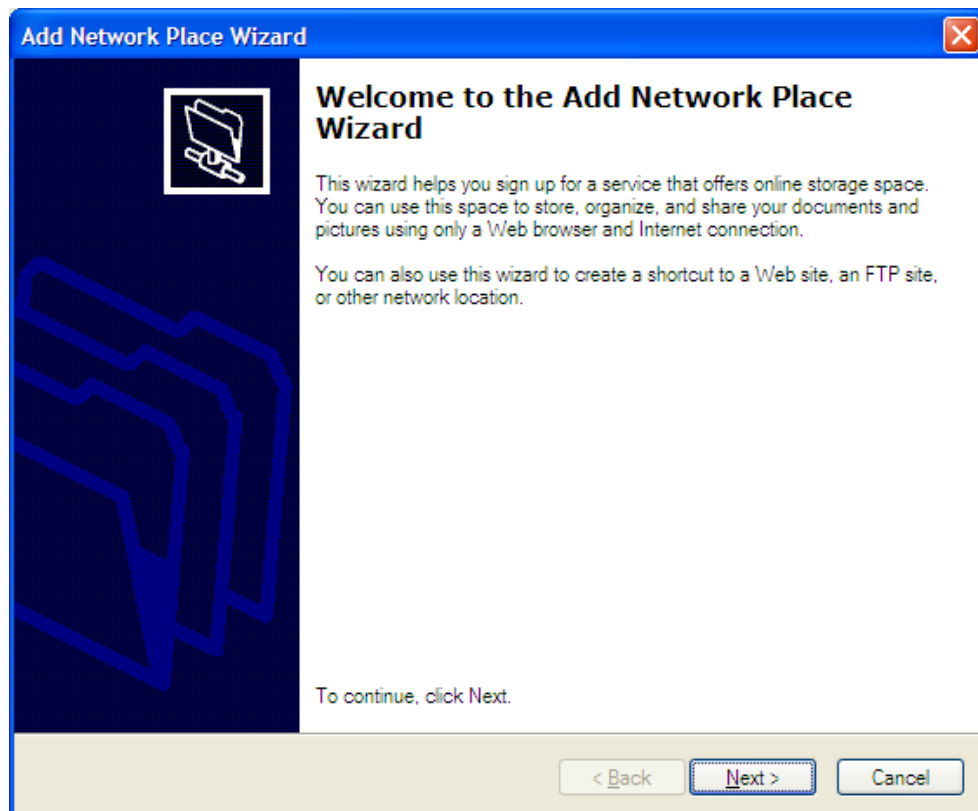 Add Network Place Wizard
Welcome to the Add Network Place
Wizard
This wizard helps you sign up for a service that offers online storage space.
You can use this space to store, organize, and share your documents and
pictures using only a Web browser and Internet connection.
You can also use this wizard to create a shortcut to a Web site, an FTP site,
or other network location.
To continue, click Next.
< Back
Next >
Cancel